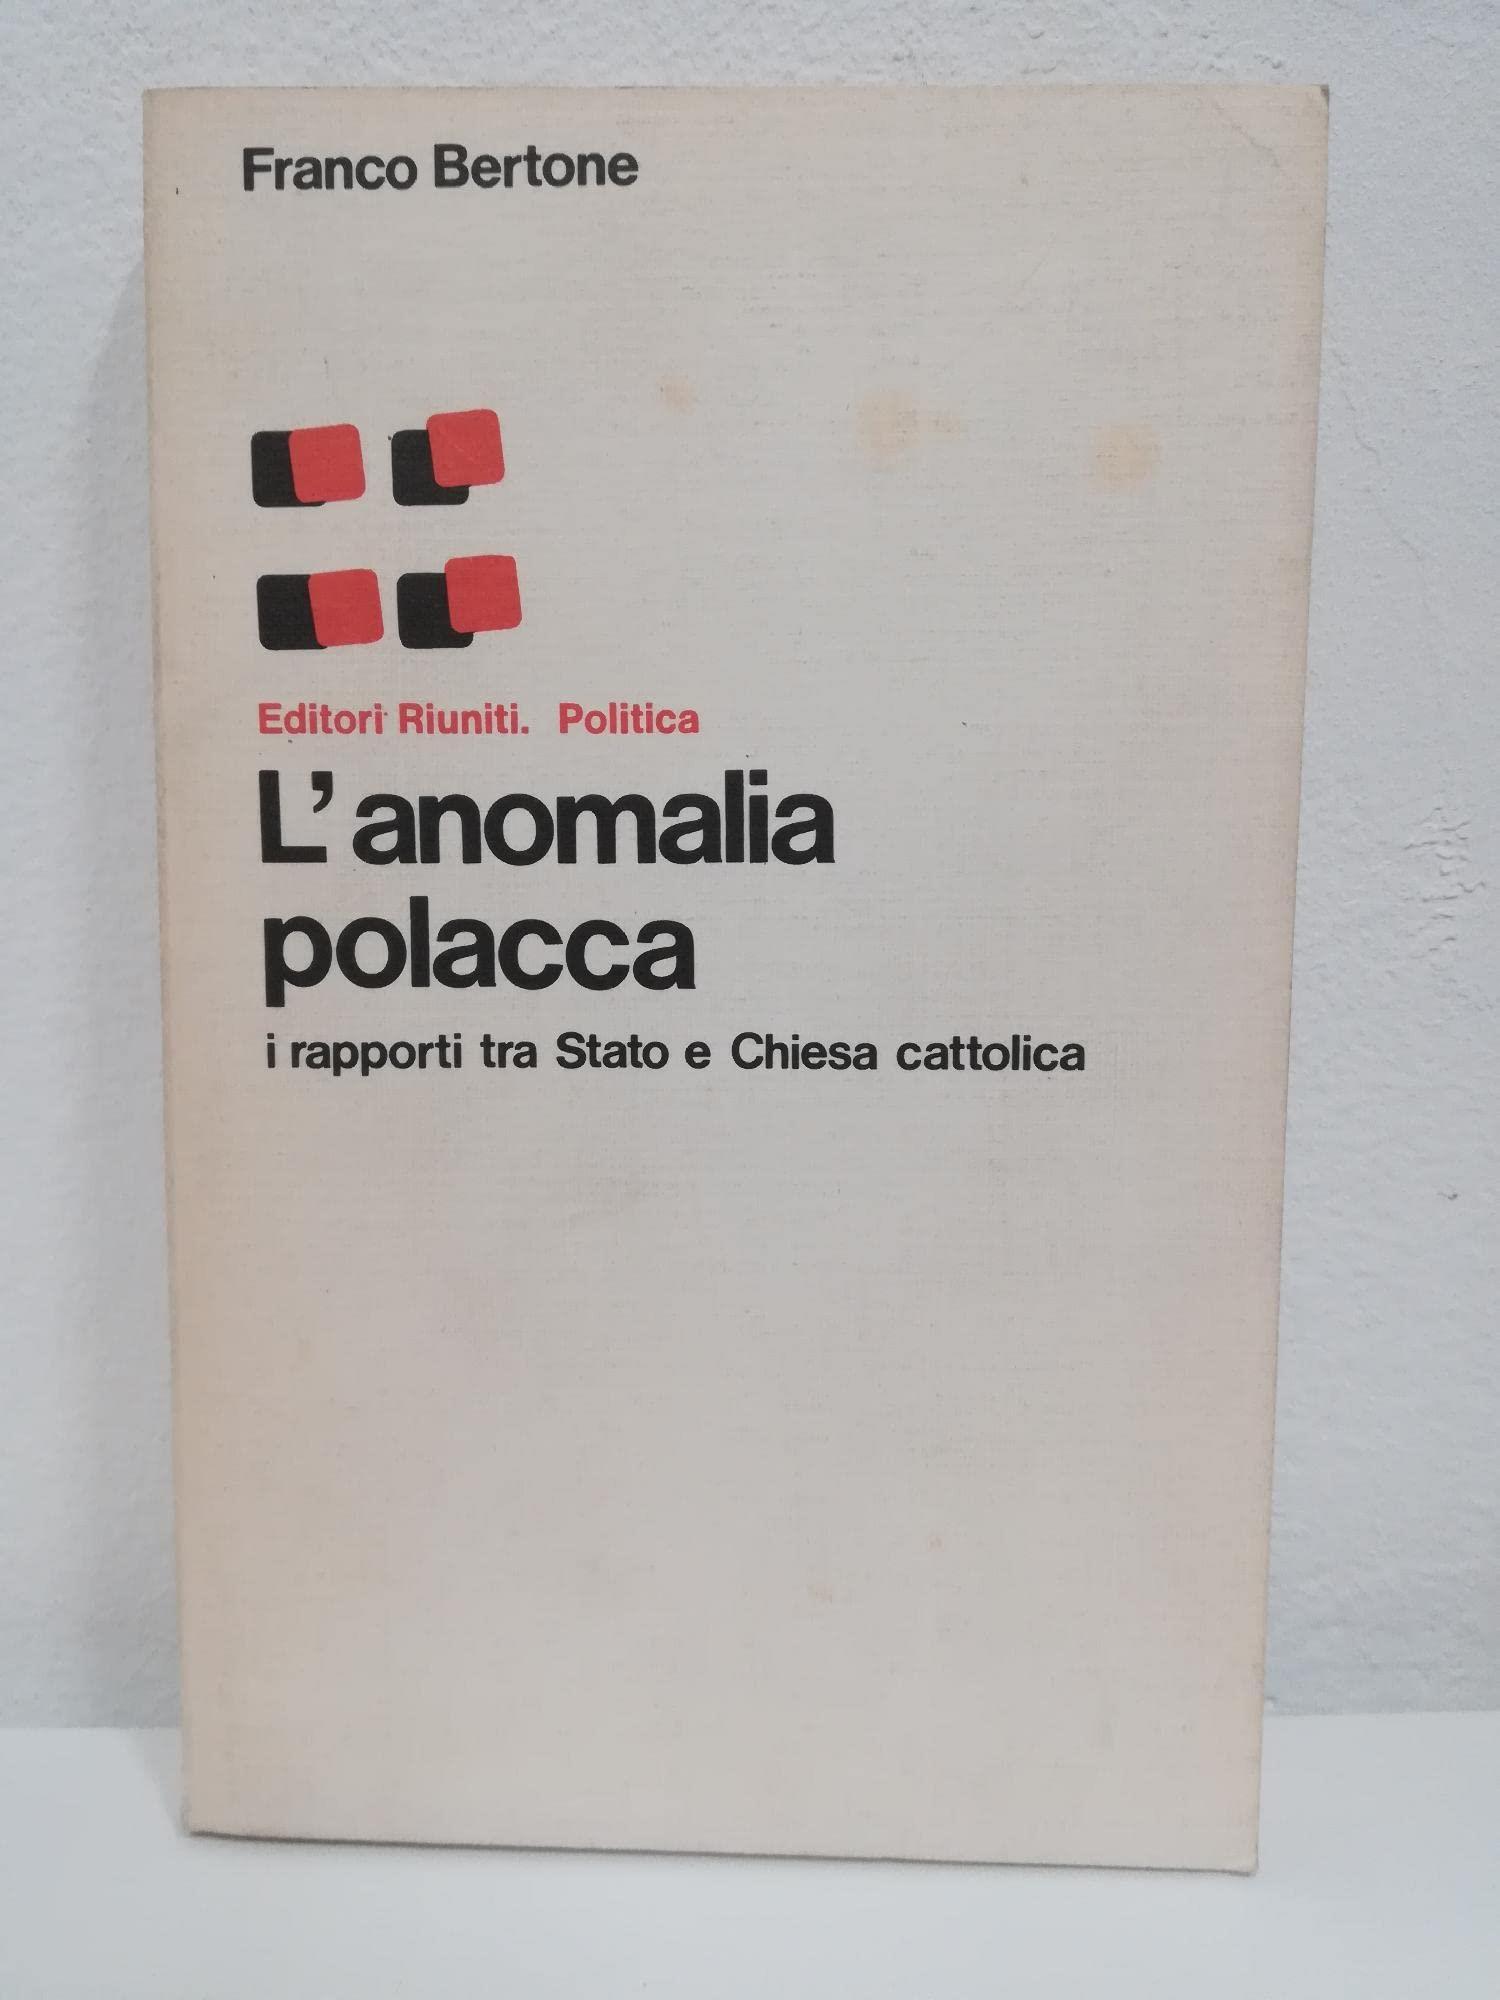 Franco Bertone
Editori Riuniti. Politica
L'anomalia
polacca
i rapporti tra Stato e Chiesa cattolica